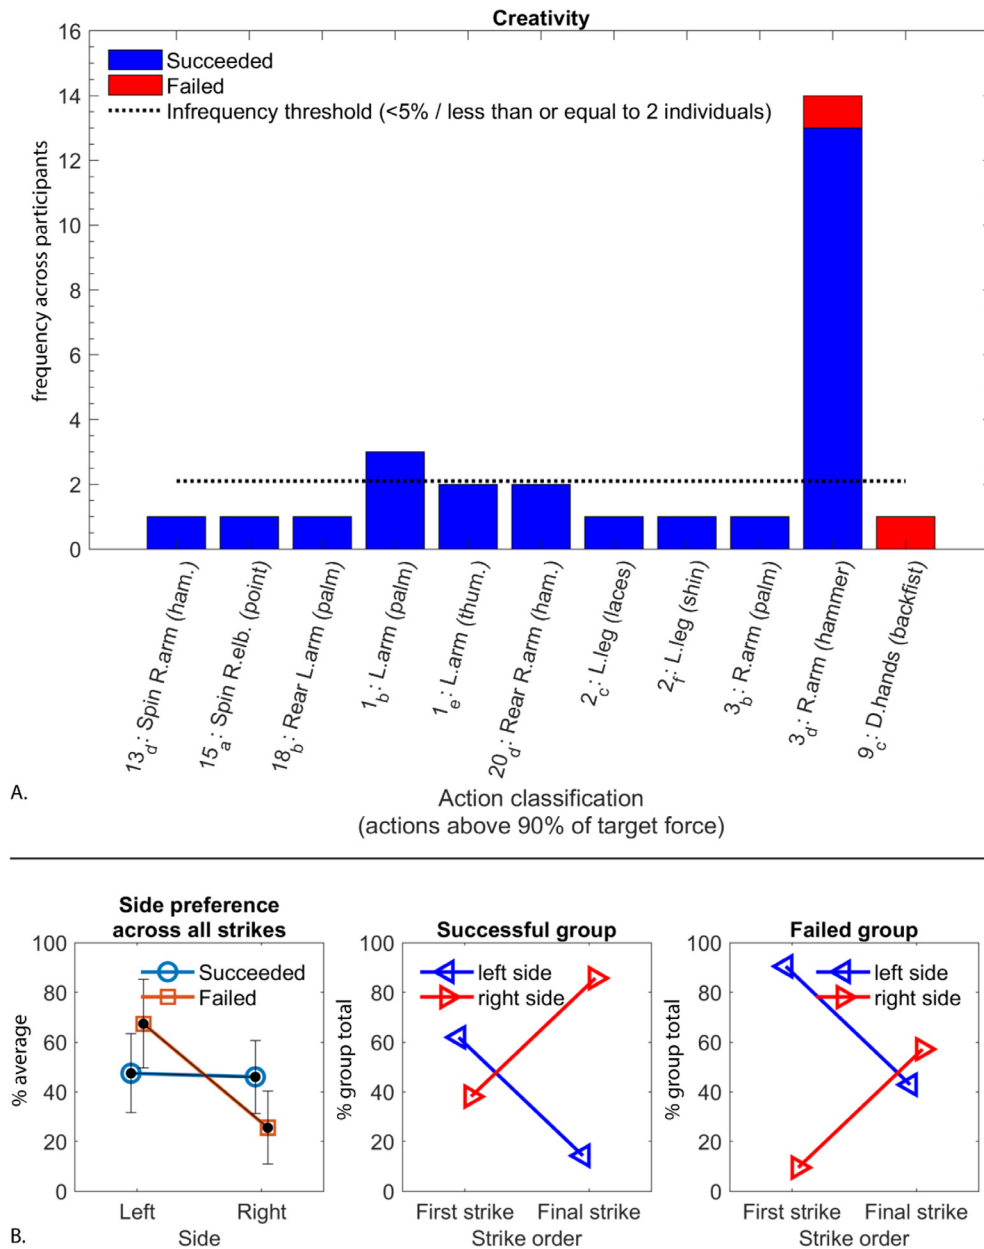 Creativity
16
14
12
10
8
6
4
2
0
frequency across participants
Succeeded
Failed
Infrequency threshold (<5% / less than or equal to 2 individuals)
13d: Spin R.arm (ham.)
15a: Spin R.elb. (point)
18b: Rear L.arm (palm)
1b: L.arm (palm)
1e: L.arm (thum.)
20d: Rear R.arm (ham.)
2c: L.leg (laces)
2f: L.leg (shin)
3b: R.arm (palm)
3d: R.arm (hammer)
9c: D.hands (backfist)
Action classification
(actions above 90% of target force)
A.
Side preference
across all strikes
100
80
60
40
20
0
% average
Succeeded
Failed
Left Right
Side
Successful group
100
80
60
40
20
0
% group total
left side
right side
First strike Final strike
Strike order
Failed group
100
80
60
40
20
0
% group total
left side
right side
First strike Final strike
Strike order
B.